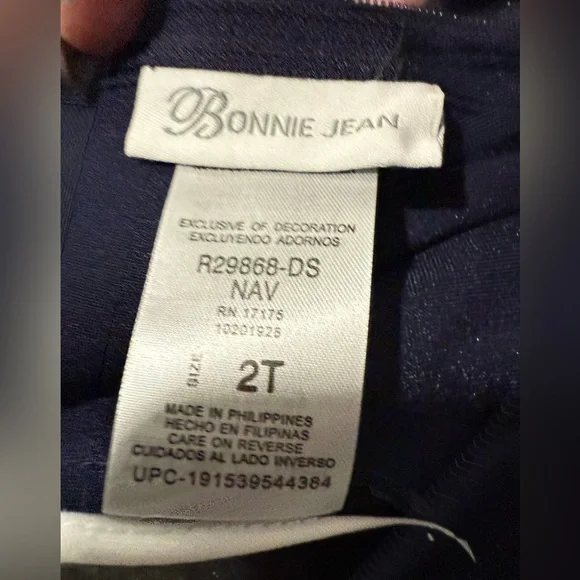 BONNIE JEAN
EXCLUSIVE OF DECORATION
EXCLUYENDO ADORNOS
R29868-DS
NAV
RN 17175
10201928
SIZE 2T
MADE IN PHILIPPINES
HECHO EN FILIPINAS
CARE ON REVERSE
CUIDADOS AL LADO INVERSO
UPC-191539544384